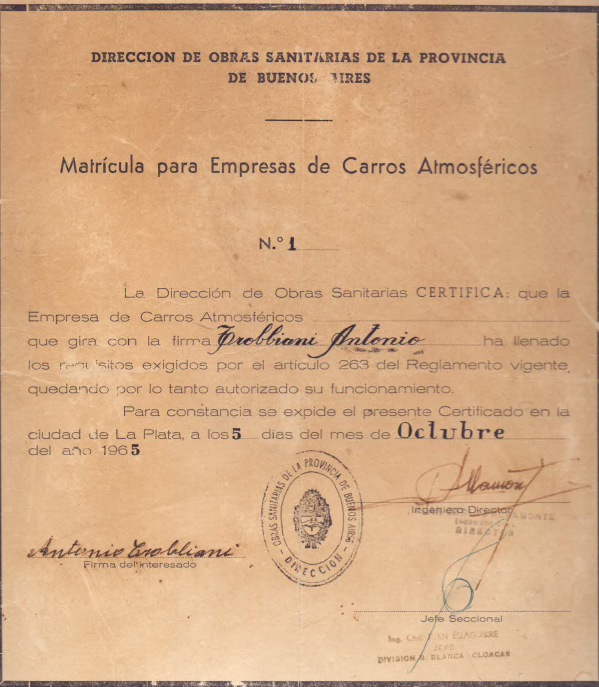 DIRECCION DE OBRAS SANITARIAS DE LA PROVINCIA
DE BUENOS AIRES
Matrícula para Empresas de Carros Atmosféricos
N.º 1
La Dirección de Obras Sanitarias CERTIFICA: que la
Empresa de Carros Atmosféricos
que gira con la firma Trobbiani Antonio ha llenado
los requisitos exigidos por el artículo 263 del Reglamento vigente,
quedando por lo tanto autorizado su funcionamiento.
Para constancia se expide el presente Certificado en la
ciudad de La Plata, a los 5 días del mes de Octubre
del año 1965
OBRAS SANITARIAS DE LA PROVINCIA DE BUENOS AIRES
- DIRECCION -
Ingeniero Director
DIRECTOR
Antonio Trobbiani
Firma del interesado
Jefe Seccional
JEFE
DIVISION B. BLANCA - CLOACAS